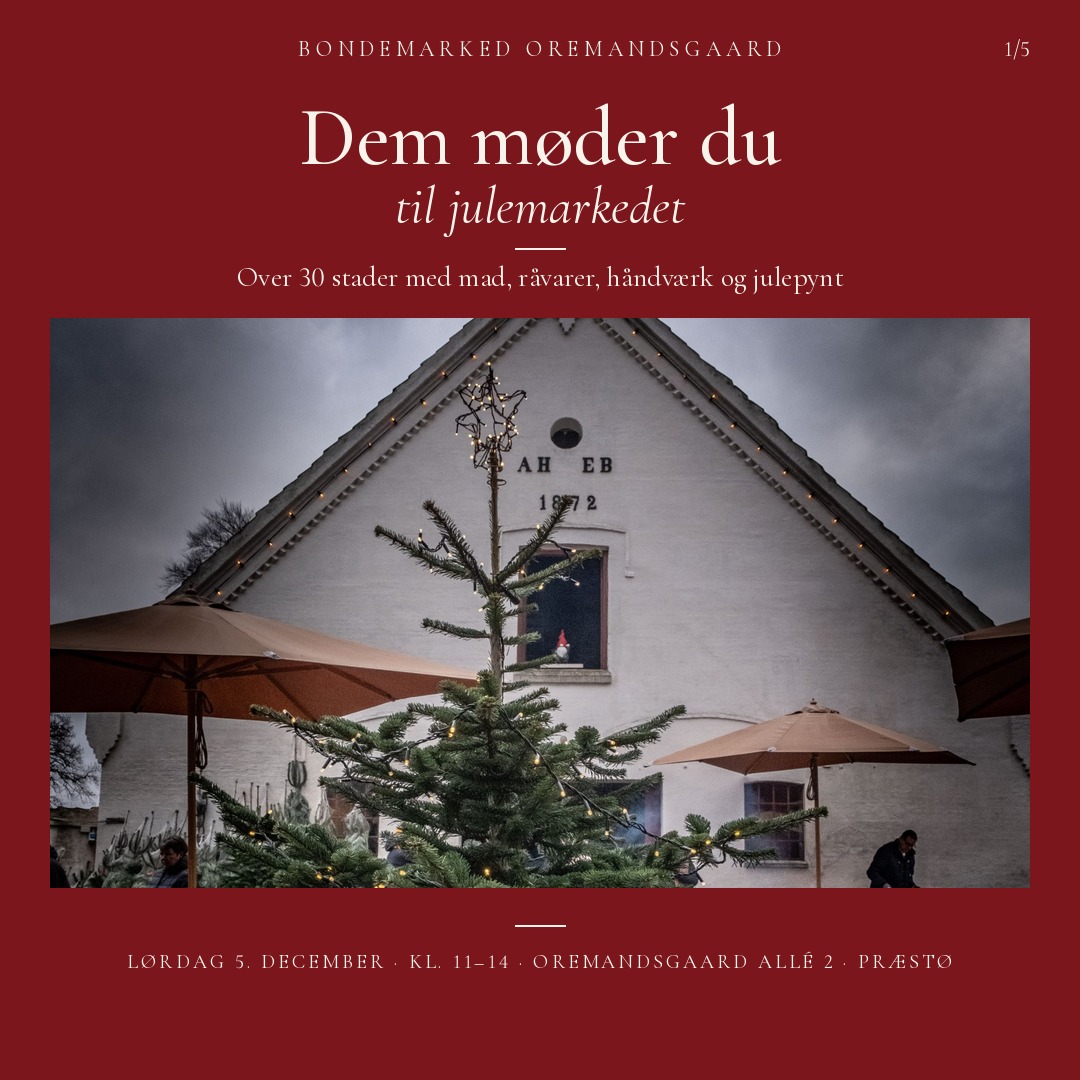 BONDEMARKED OREMANDSGAARD
1/5
Dem møder du
til julemarkedet
Over 30 stader med mad, råvarer, håndværk og julepynt
AH EB
1872
LØRDAG 5. DECEMBER · KL. 11–14 · OREMANDSGAARD ALLÉ 2 · PRÆSTØ